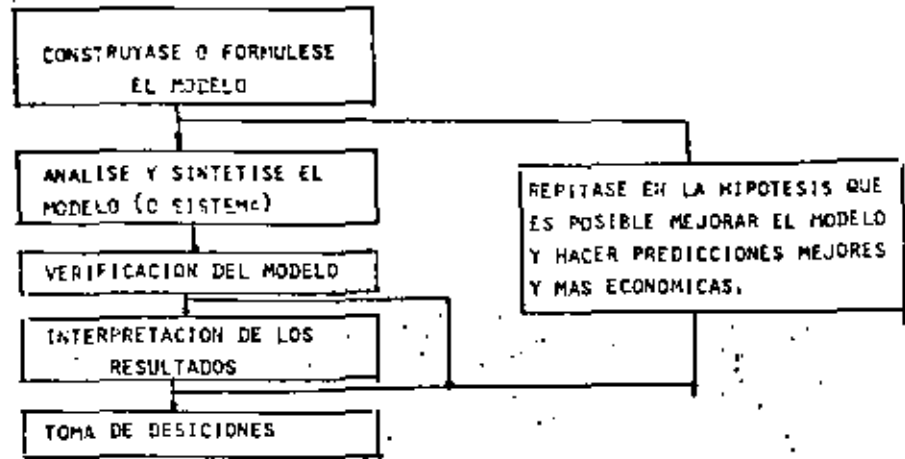 CONSTRUYASE O FORMULESE
EL MODELO
ANALISE Y SINTETISE EL
MODELO (O SISTEMA)
VERIFICACION DEL MODELO
INTERPRETACION DE LOS
RESULTADOS
TOMA DE DESICIONES
REPITASE EN LA HIPOTESIS QUE
ES POSIBLE MEJORAR EL MODELO
Y HACER PREDICCIONES MEJORES
Y MAS ECONOMICAS.